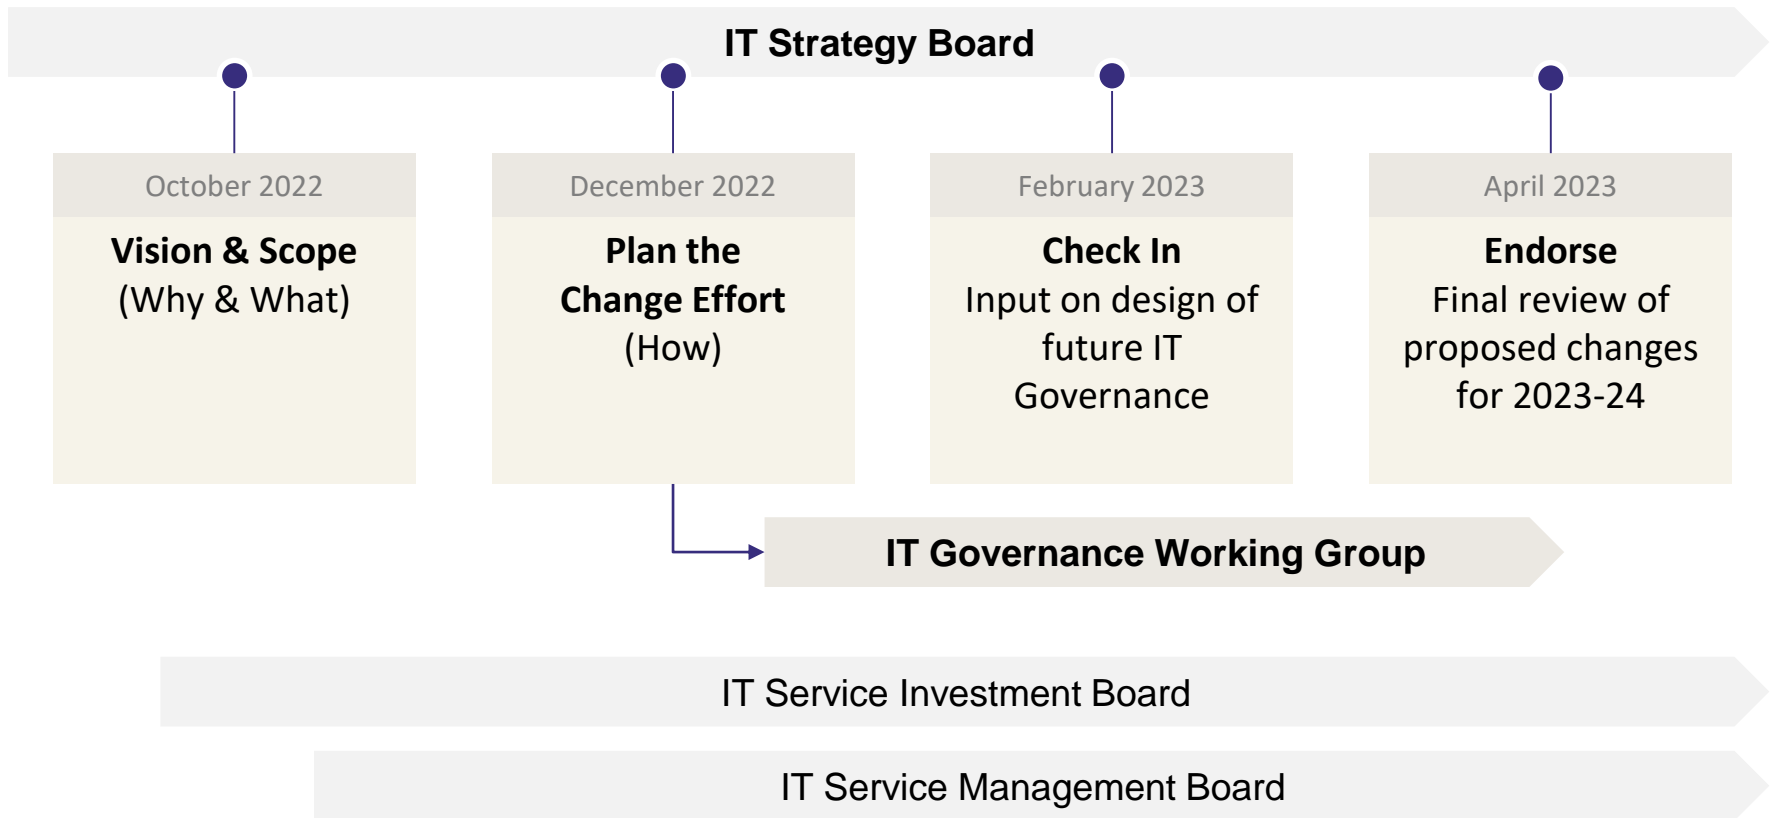 IT Strategy Board
October 2022
Vision & Scope
(Why & What)
December 2022
Plan the
Change Effort
(How)
February 2023
Check In
Input on design of
future IT
Governance
April 2023
Endorse
Final review of
proposed changes
for 2023-24
IT Governance Working Group
IT Service Investment Board
IT Service Management Board